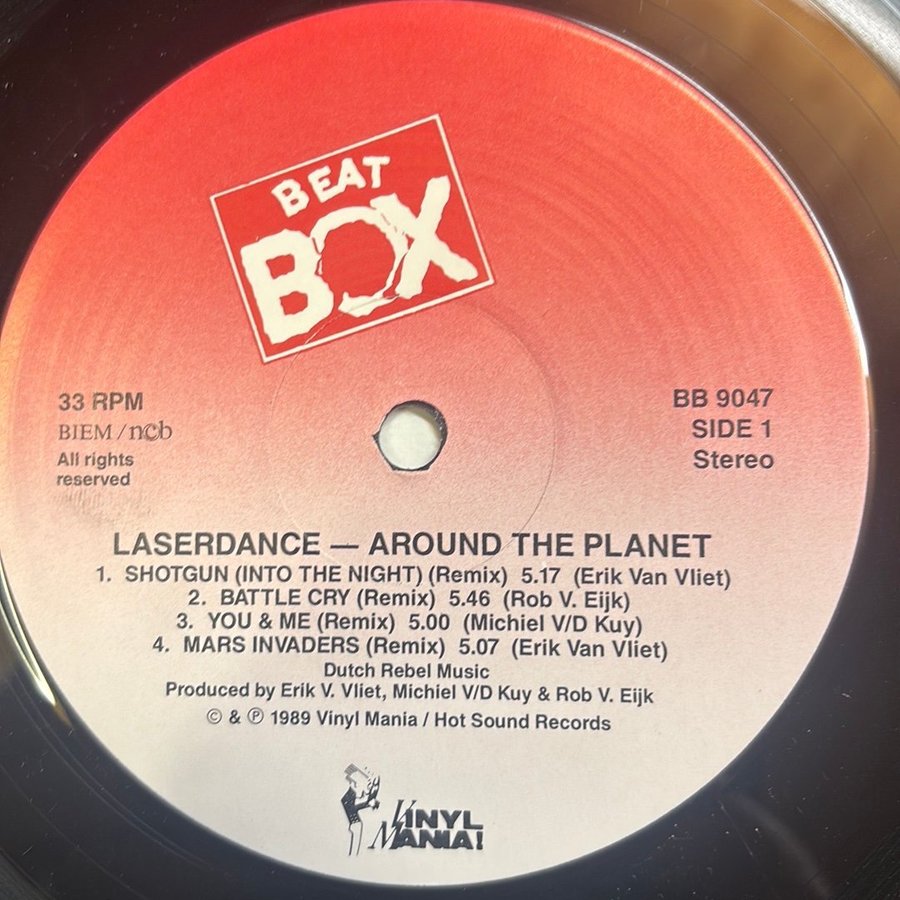 BEAT
BOX
33 RPM
BIEM/ncb
All rights
reserved
BB 9047
SIDE 1
Stereo
LASERDANCE — AROUND THE PLANET
1. SHOTGUN (INTO THE NIGHT) (Remix) 5.17 (Erik Van Vliet)
2. BATTLE CRY (Remix) 5.46 (Rob V. Eijk)
3. YOU & ME (Remix) 5.00 (Michiel V/D Kuy)
4. MARS INVADERS (Remix) 5.07 (Erik Van Vliet)
Dutch Rebel Music
Produced by Erik V. Vliet, Michiel V/D Kuy & Rob V. Eijk
© & ℗ 1989 Vinyl Mania / Hot Sound Records
VINYL
MANIA!